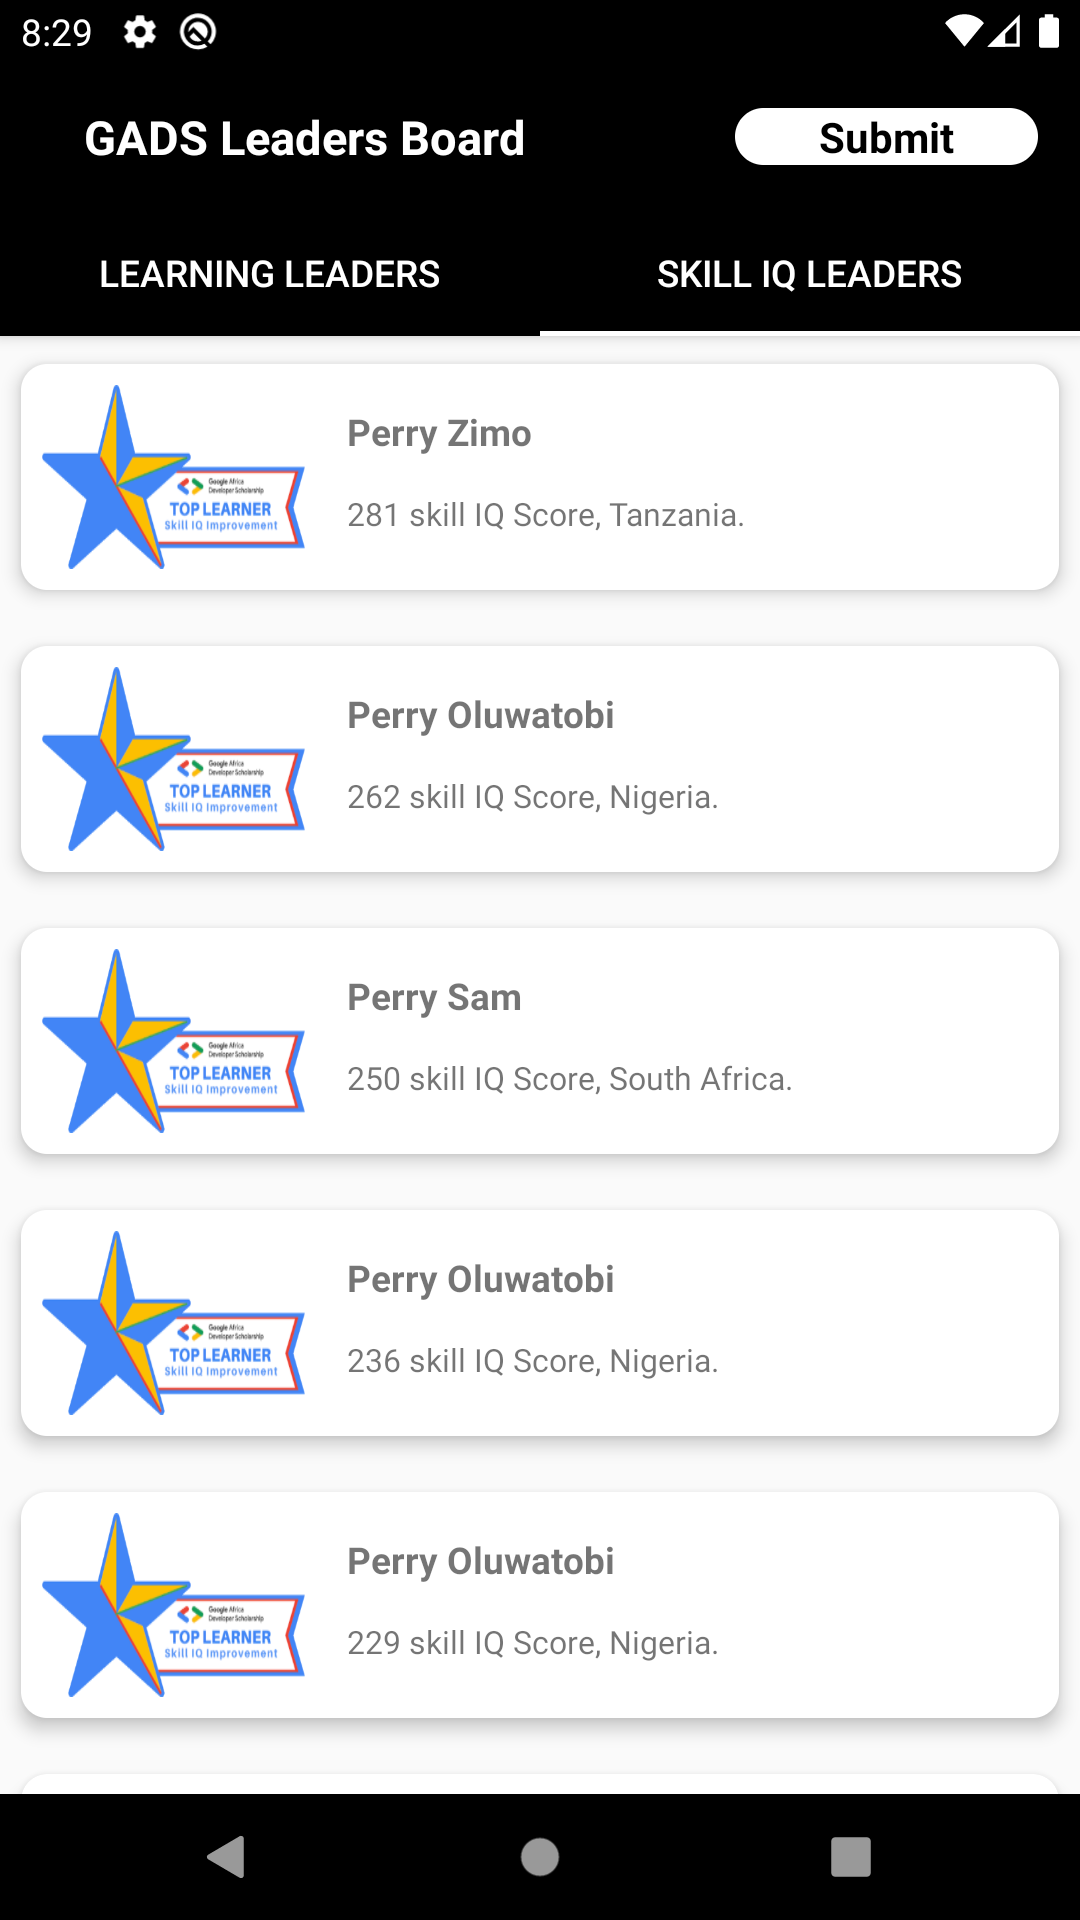 8:29
GADS Leaders Board
Submit
LEARNING LEADERS
SKILL IQ LEADERS
Google Africa
Developer Scholarship
TOP LEARNER
Skill IQ Improvement
Perry Zimo
281 skill IQ Score, Tanzania.
Google Africa
Developer Scholarship
TOP LEARNER
Skill IQ Improvement
Perry Oluwatobi
262 skill IQ Score, Nigeria.
Google Africa
Developer Scholarship
TOP LEARNER
Skill IQ Improvement
Perry Sam
250 skill IQ Score, South Africa.
Google Africa
Developer Scholarship
TOP LEARNER
Skill IQ Improvement
Perry Oluwatobi
236 skill IQ Score, Nigeria.
Google Africa
Developer Scholarship
TOP LEARNER
Skill IQ Improvement
Perry Oluwatobi
229 skill IQ Score, Nigeria.